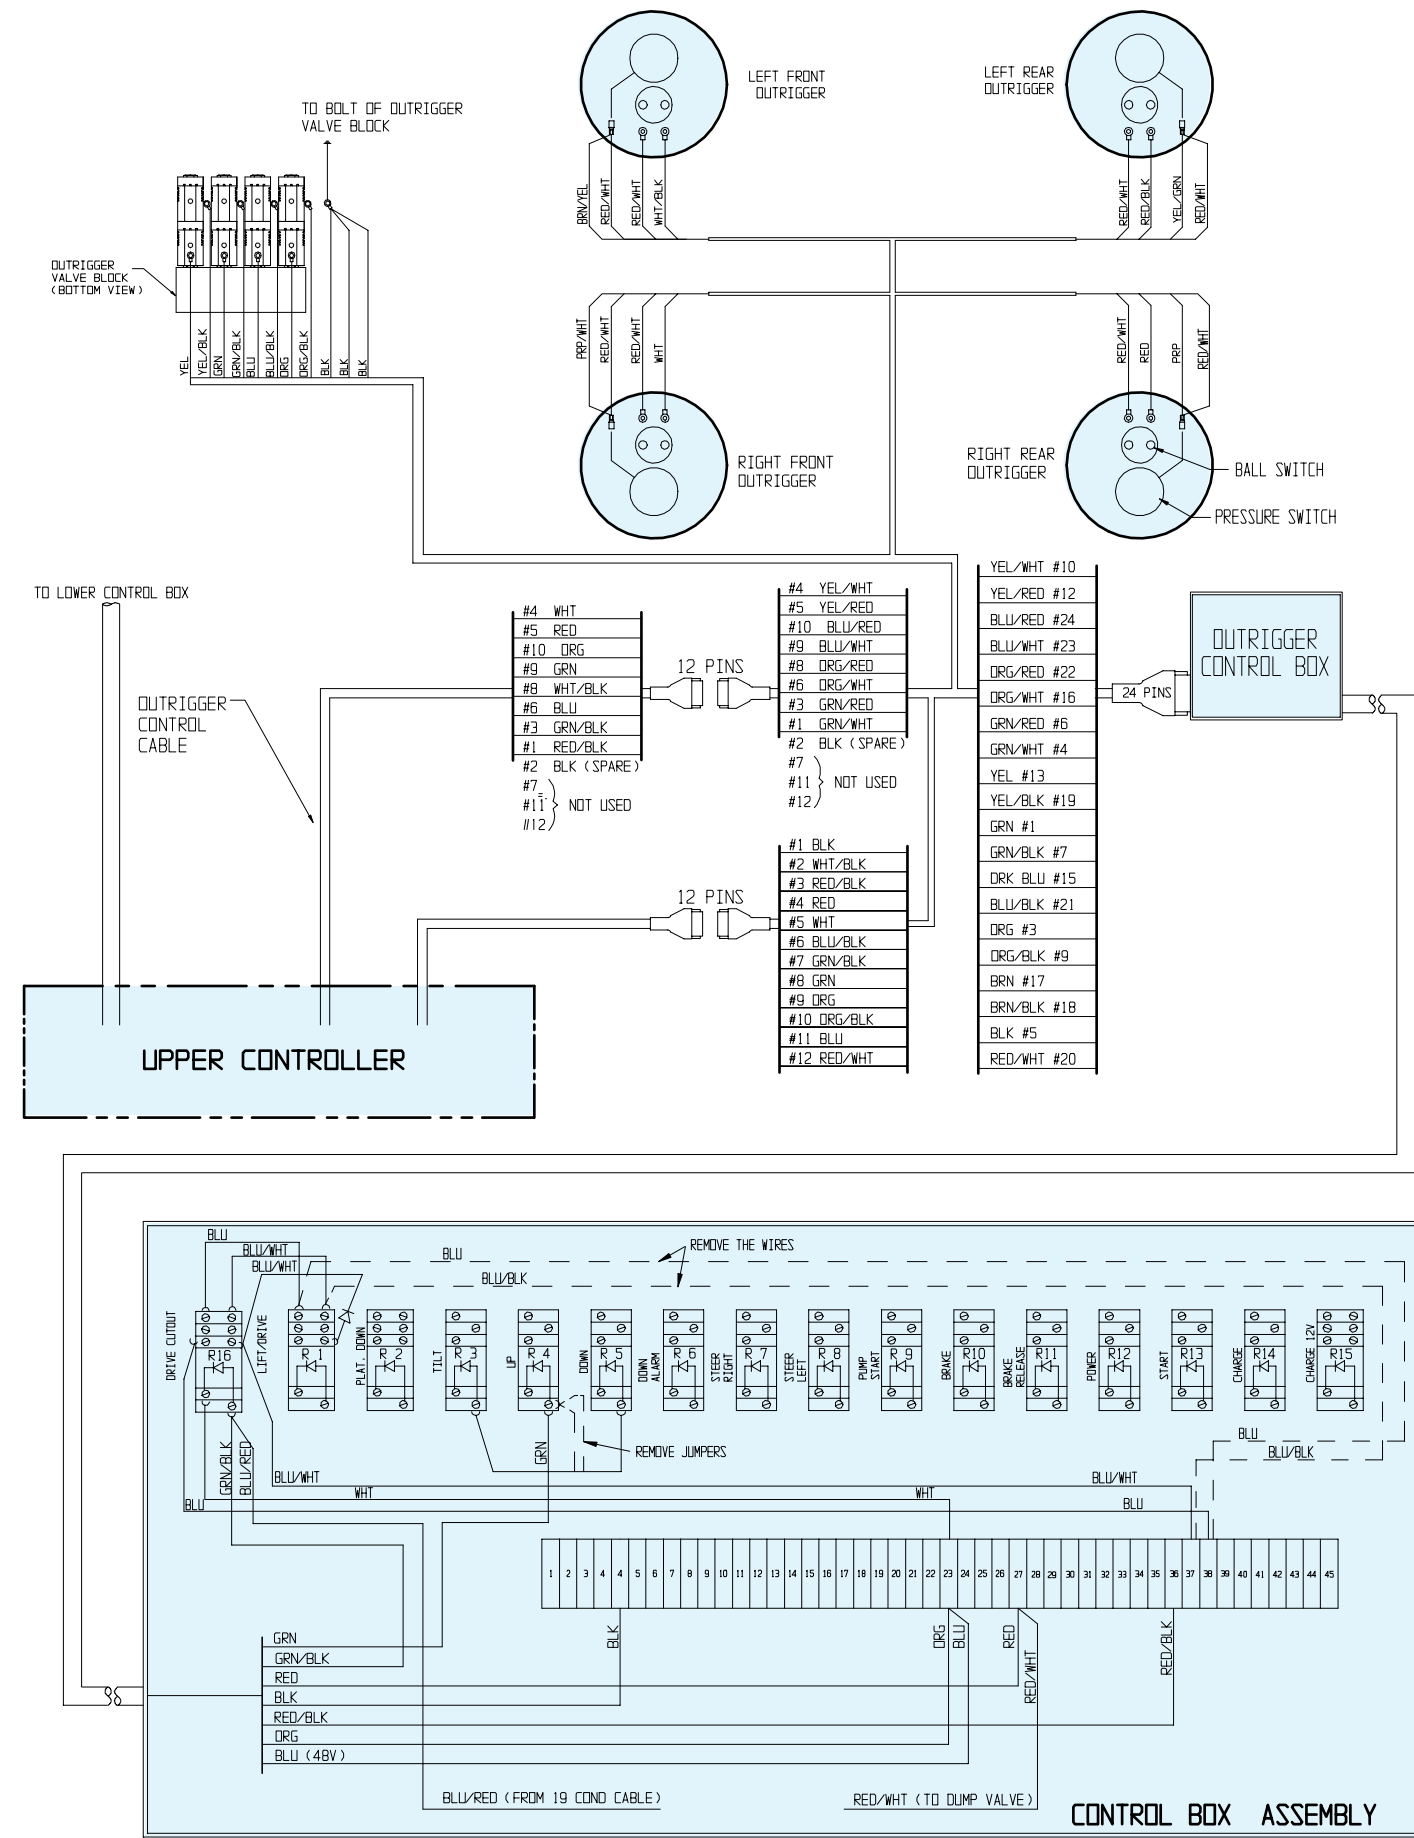 LEFT FRONT
OUTRIGGER
LEFT REAR
OUTRIGGER
TO BOLT OF OUTRIGGER
VALVE BLOCK
OUTRIGGER
VALVE BLOCK
(BOTTOM VIEW)
BRN/YEL
RED/WHT
RED/WHT
WHT/BLK
RED/WHT
RED/BLK
YEL/GRN
RED/WHT
YEL
YEL/BLK
GRN
GRN/BLK
BLU
BLU/BLK
ORG
ORG/BLK
BLK
BLK
BLK
PRP/WHT
RED/WHT
RED/WHT
WHT
RED/WHT
RED
PRP
RED/WHT
RIGHT FRONT
OUTRIGGER
RIGHT REAR
OUTRIGGER
BALL SWITCH
PRESSURE SWITCH
TO LOWER CONTROL BOX
OUTRIGGER
CONTROL
CABLE
#4 WHT
#5 RED
#10 ORG
#9 GRN
#8 WHT/BLK
#6 BLU
#3 GRN/BLK
#1 RED/BLK
#2 BLK (SPARE)
#7
#11
#12
NOT USED
12 PINS
#4 YEL/WHT
#5 YEL/RED
#10 BLU/RED
#9 BLU/WHT
#8 ORG/RED
#6 ORG/WHT
#3 GRN/RED
#1 GRN/WHT
#2 BLK (SPARE)
#7
#11
#12
NOT USED
12 PINS
#1 BLK
#2 WHT/BLK
#3 RED/BLK
#4 RED
#5 WHT
#6 BLU/BLK
#7 GRN/BLK
#8 GRN
#9 ORG
#10 ORG/BLK
#11 BLU
#12 RED/WHT
YEL/WHT #10
YEL/RED #12
BLU/RED #24
BLU/WHT #23
ORG/RED #22
ORG/WHT #16
GRN/RED #6
GRN/WHT #4
YEL #13
YEL/BLK #19
GRN #1
GRN/BLK #7
DRK BLU #15
BLU/BLK #21
ORG #3
ORG/BLK #9
BRN #17
BRN/BLK #18
BLK #5
RED/WHT #20
24 PINS
OUTRIGGER
CONTROL BOX
UPPER CONTROLLER
BLU
BLU/WHT
BLU/WHT
BLU
BLU/BLK
REMOVE THE WIRES
DRIVE CUTOUT
R16
LIFT/DRIVE
R 1
PLAT. DOWN
R 2
TILT
R 3
UP
R 4
DOWN
R 5
DOWN
ALARM
R 6
STEER
RIGHT
R 7
STEER
LEFT
R 8
PUMP
START
R 9
BRAKE
R10
BRAKE
RELEASE
R11
POWER
R12
START
R13
CHARGE
R14
CHARGE 12V
R15
GRN/BLK
BLU/RED
GRN
REMOVE JUMPERS
BLU
BLU/BLK
BLU/WHT
BLU/WHT
WHT
WHT
BLU
BLU
1 2 3 4 4 5 6 7 8 9 10 11 12 13 14 15 16 17 18 19 20 21 22 23 24 25 26 27 28 29 30 31 32 33 34 35 36 37 38 39 40 41 42 43 44 45
BLK
ORG
BLU
RED
RED/WHT
RED/BLK
GRN
GRN/BLK
RED
BLK
RED/BLK
ORG
BLU (48V)
BLU/RED (FROM 19 COND CABLE)
RED/WHT (TO DUMP VALVE)
CONTROL BOX ASSEMBLY